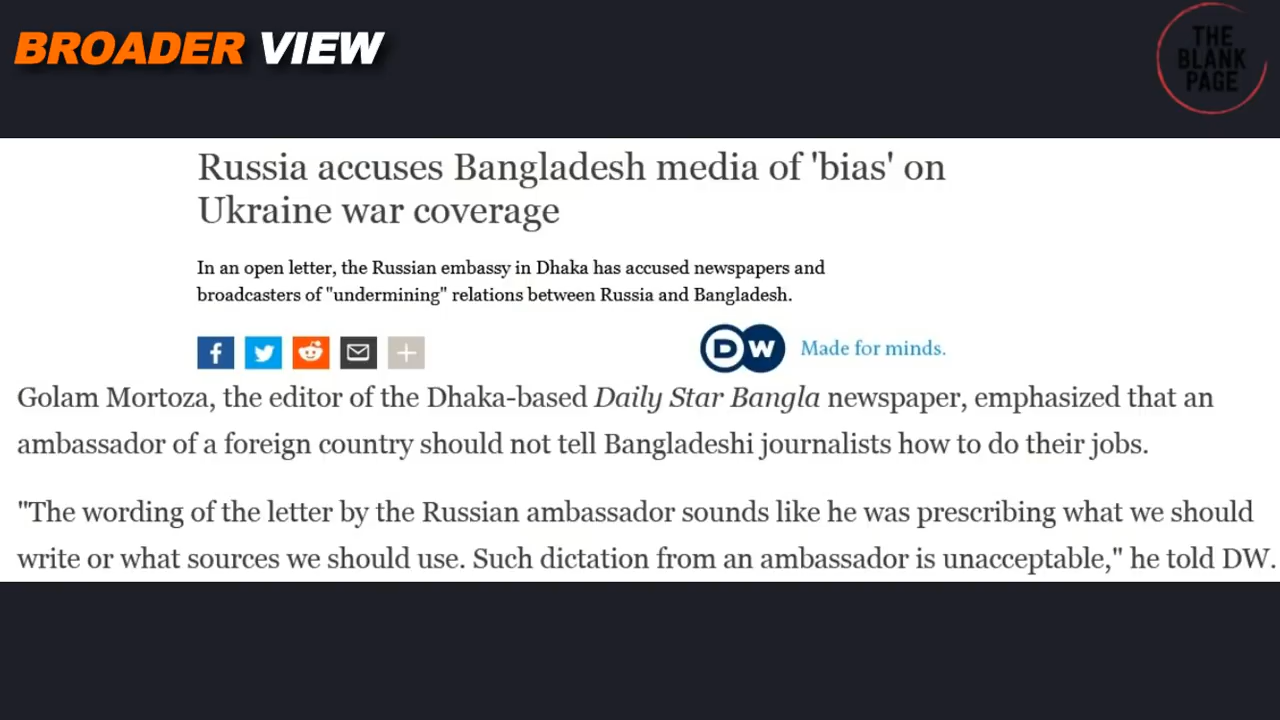 BROADER VIEW
THE
BLANK
PAGE
Russia accuses Bangladesh media of 'bias' on
Ukraine war coverage
In an open letter, the Russian embassy in Dhaka has accused newspapers and
broadcasters of "undermining" relations between Russia and Bangladesh.
DW Made for minds.
Golam Mortoza, the editor of the Dhaka-based Daily Star Bangla newspaper, emphasized that an
ambassador of a foreign country should not tell Bangladeshi journalists how to do their jobs.
"The wording of the letter by the Russian ambassador sounds like he was prescribing what we should
write or what sources we should use. Such dictation from an ambassador is unacceptable," he told DW.